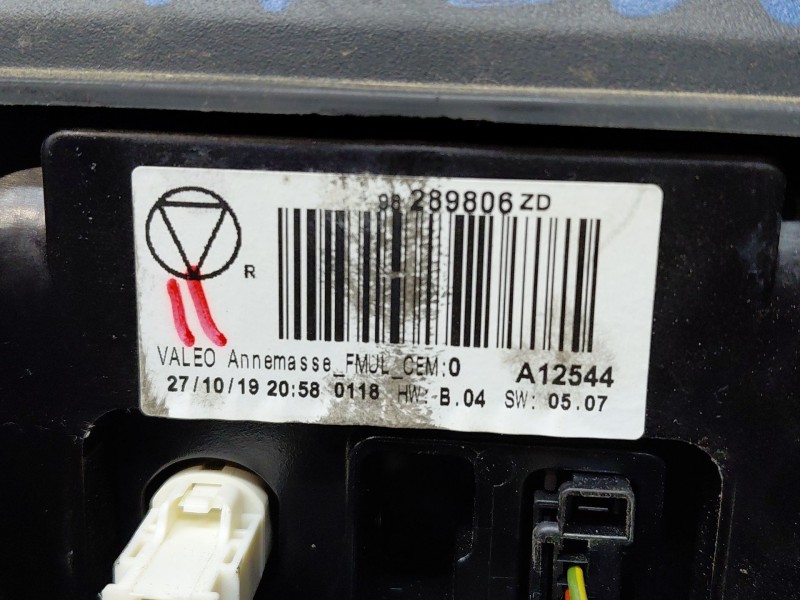 98 289806 ZD
R
VALEO Annemasse_FMUL_CEM:0 A12544
27/10/19 20:58 0118 HW: B.04 SW: 05.07